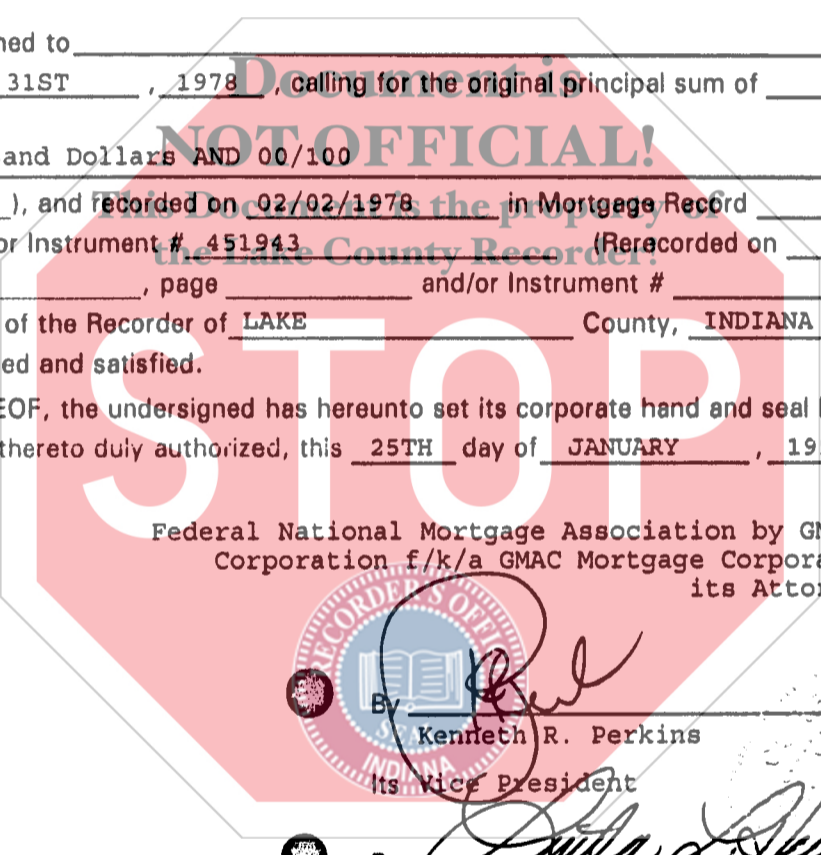 ned to
31ST , 1978 , calling for the original principal sum of
and Dollars AND 00/100
), and recorded on 02/02/1978 in Mortgage Record
or Instrument # 451943 (Rerecorded on
, page and/or Instrument #
of the Recorder of LAKE County, INDIANA
ed and satisfied.
EOF, the undersigned has hereunto set its corporate hand and seal
thereto duly authorized, this 25TH day of JANUARY , 19
Federal National Mortgage Association by GM
Corporation f/k/a GMAC Mortgage Corpora
its Attor
By
Kenneth R. Perkins
Its Vice President
Document is
NOT OFFICIAL!
This Document is the property of
the Lake County Recorder!
STOP
RECORDER'S OFFICE
SEAL
INDIANA